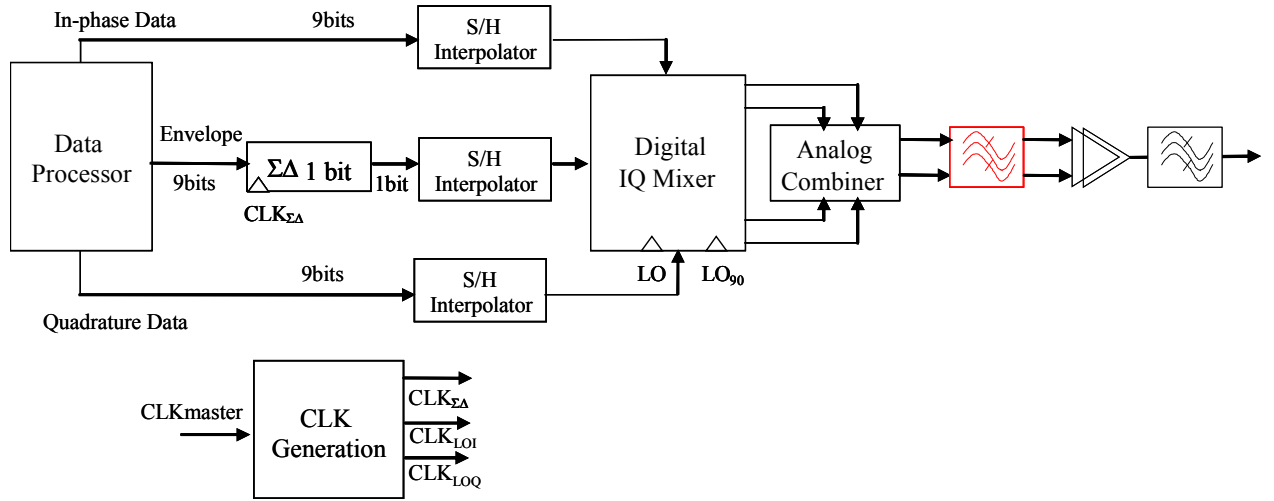 In-phase Data
9bits
S/H
Interpolator
Data
Processor
Envelope
9bits
ΣΔ 1 bit
CLKΣΔ
1bit
S/H
Interpolator
Digital
IQ Mixer
LO
LO90
Analog
Combiner
9bits
Quadrature Data
S/H
Interpolator
CLKmaster
CLK
Generation
CLKΣΔ
CLKLOI
CLKLOQ